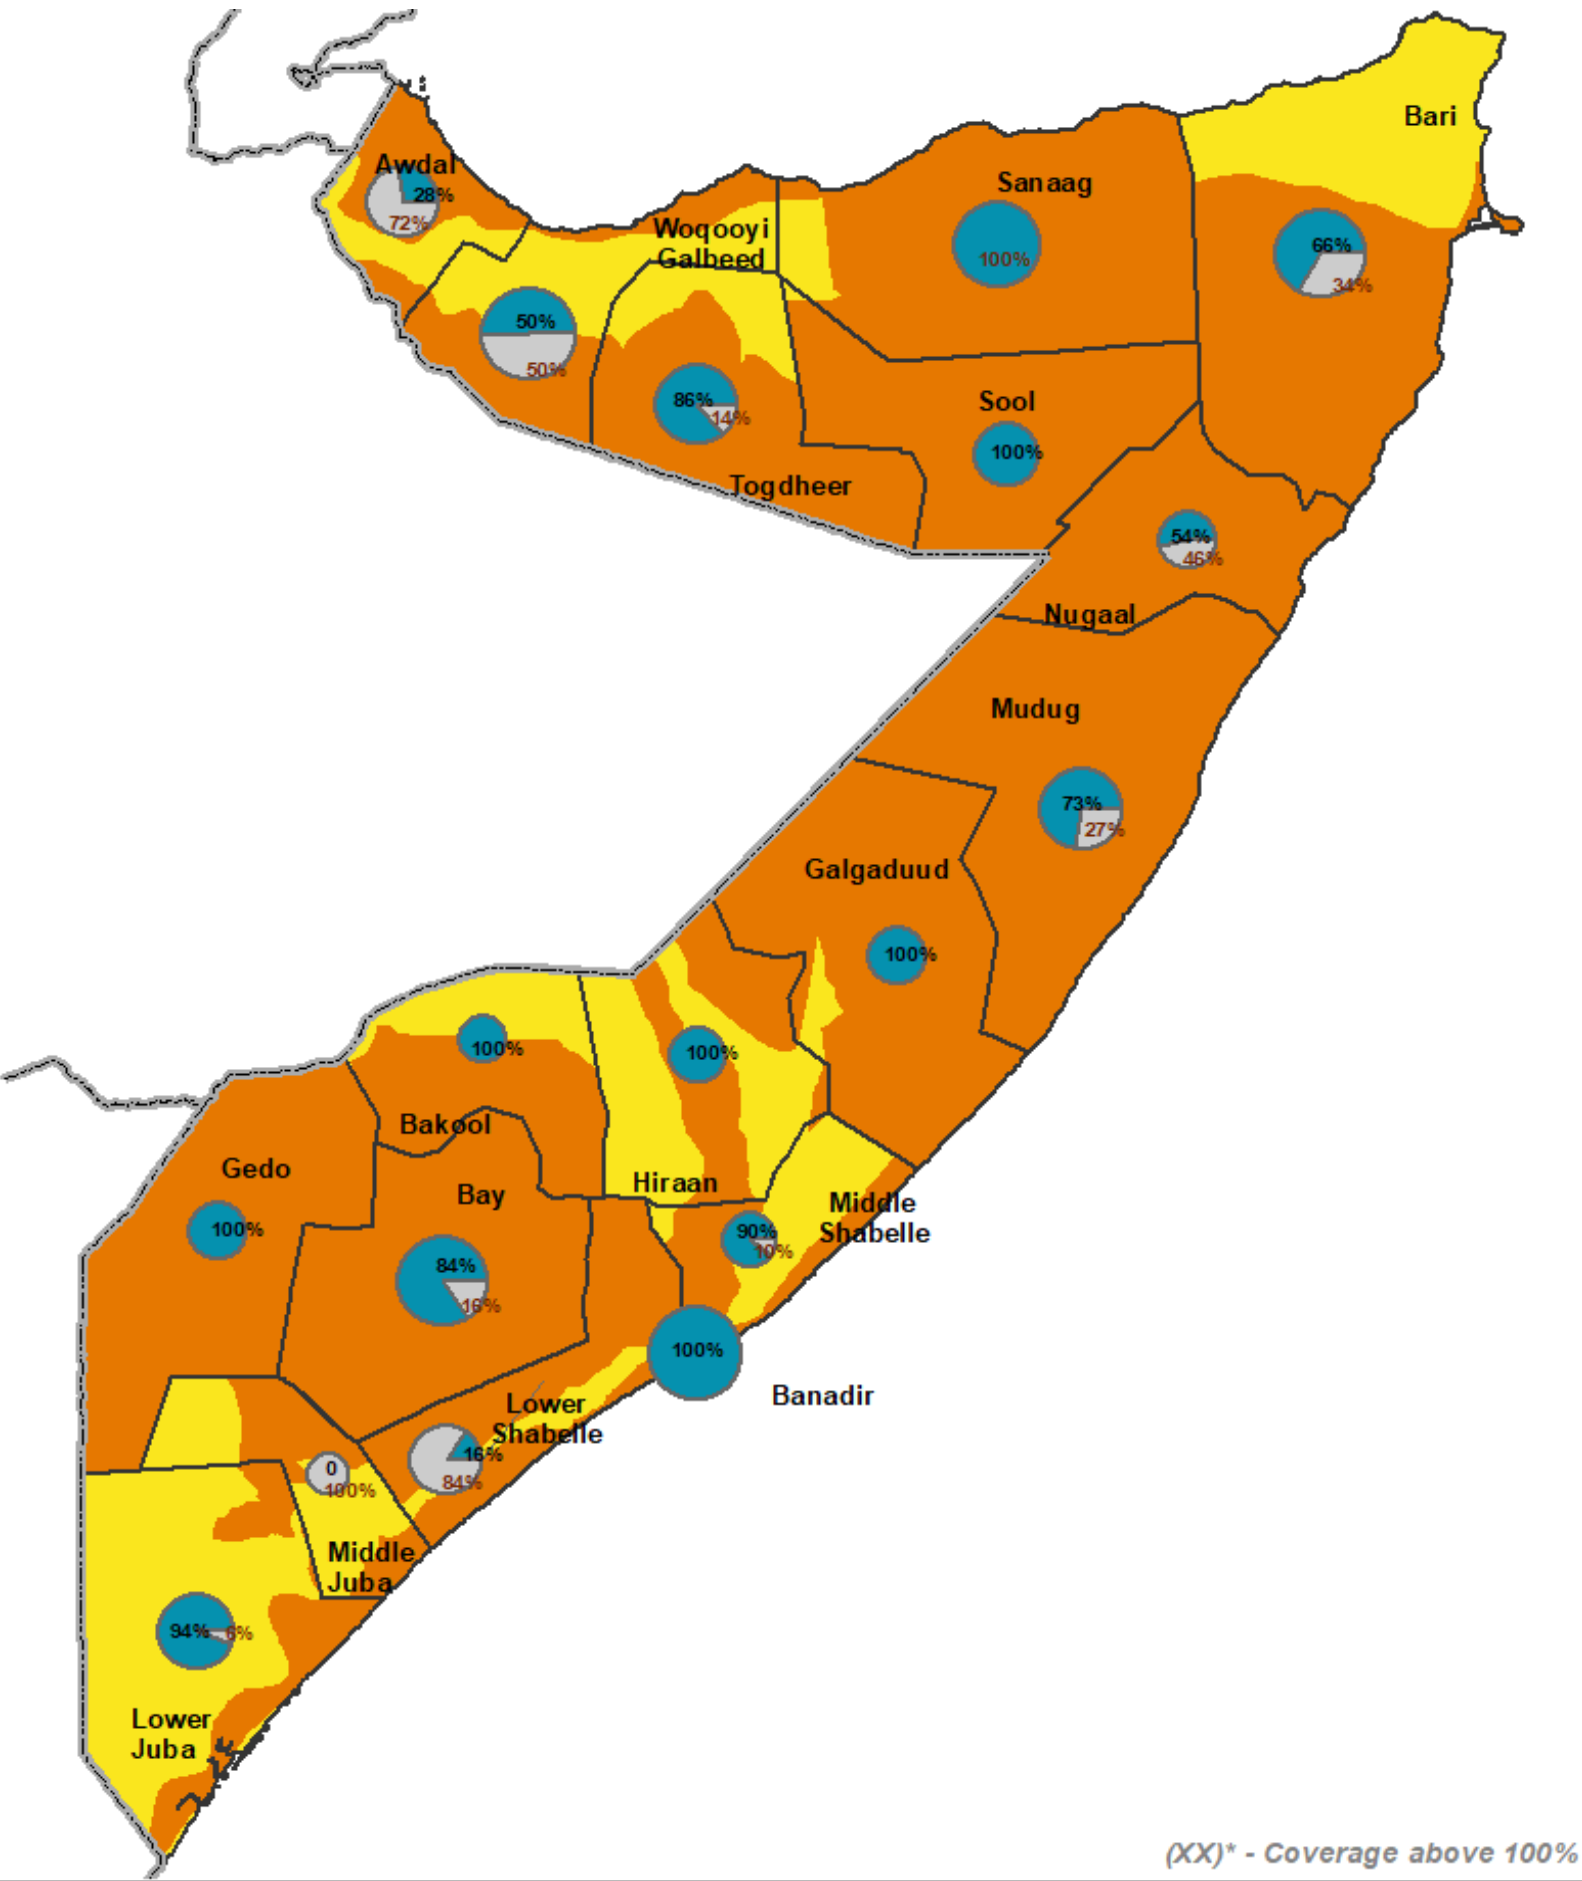 Bari
Awdal
28%
72%
Sanaag
Woqooyi
Galbeed
100%
66%
34%
50%
50%
86%
14%
Sool
100%
Togdheer
54%
46%
Nugaal
Mudug
73%
27%
Galgaduud
100%
100%
100%
Bakool
Gedo
Bay
Hiraan
Middle
Shabelle
100%
90%
10%
84%
16%
100%
Banadir
Lower
Shabelle
16%
84%
0
100%
Middle
Juba
94%
6%
Lower
Juba
(XX)* - Coverage above 100%